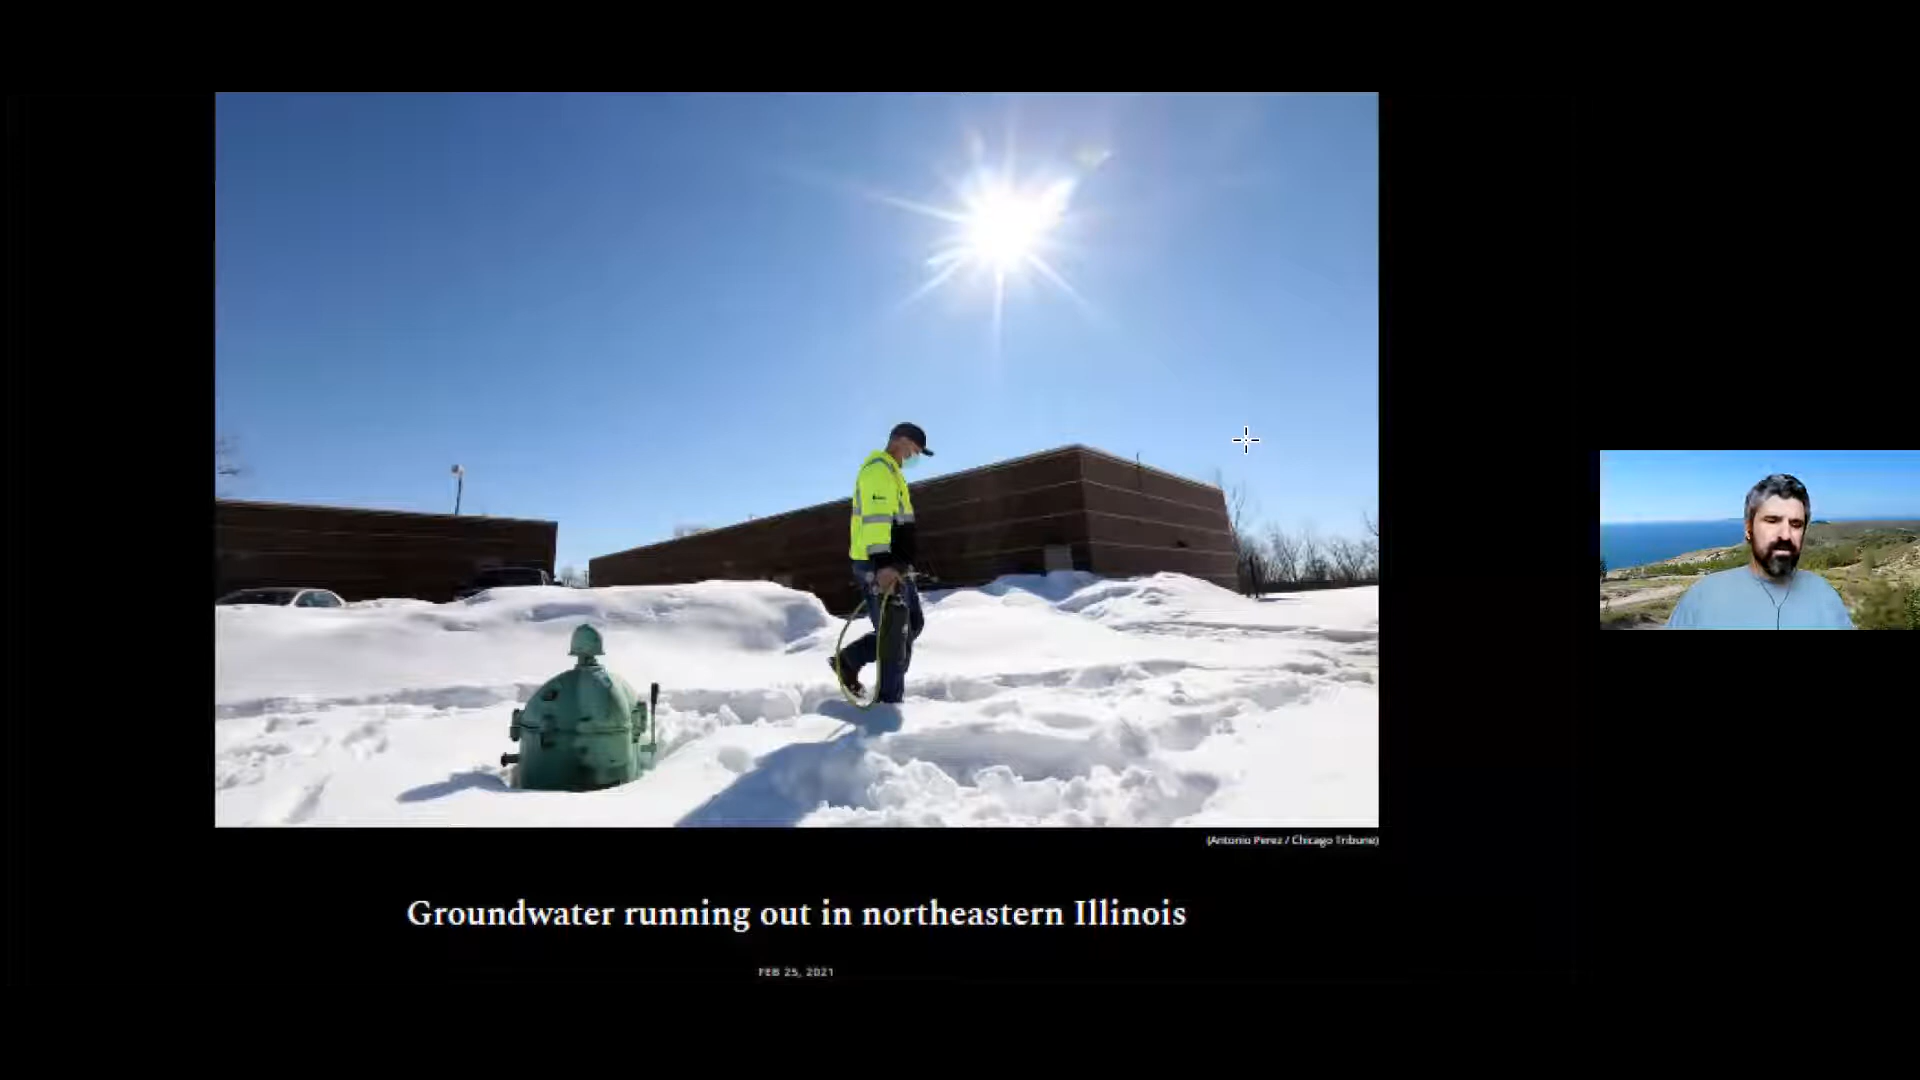 (Antonio Perez / Chicago Tribune)
Groundwater running out in northeastern Illinois
FEB 25, 2021